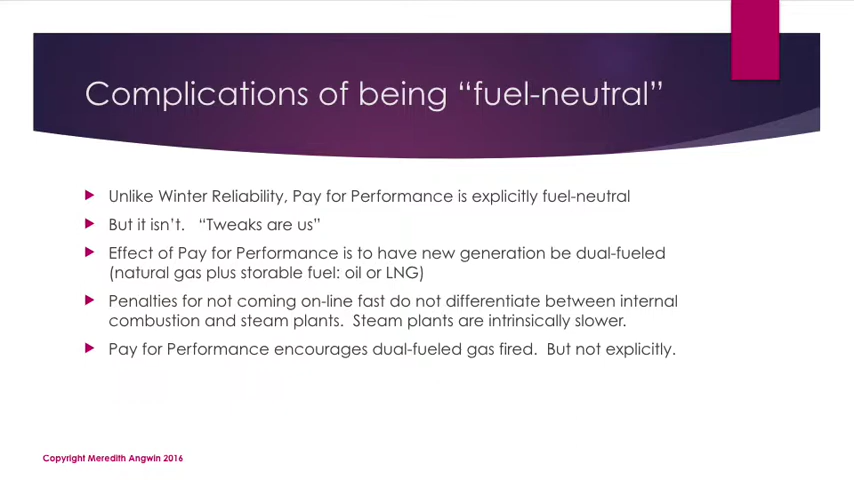 Complications of being “fuel-neutral”
Unlike Winter Reliability, Pay for Performance is explicitly fuel-neutral
But it isn’t. “Tweaks are us”
Effect of Pay for Performance is to have new generation be dual-fueled
(natural gas plus storable fuel: oil or LNG)
Penalties for not coming on-line fast do not differentiate between internal
combustion and steam plants. Steam plants are intrinsically slower.
Pay for Performance encourages dual-fueled gas fired. But not explicitly.
Copyright Meredith Angwin 2016